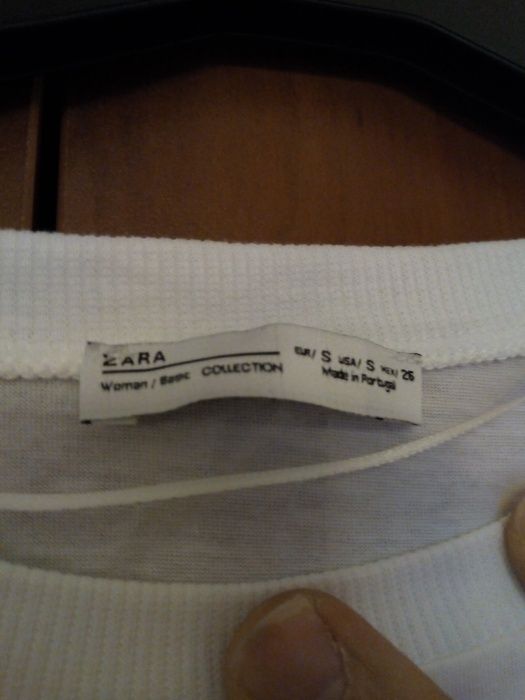 ZARA
Woman / Basic COLLECTION
EUR/ S USA/ S MEX/ 26
Made in Portugal